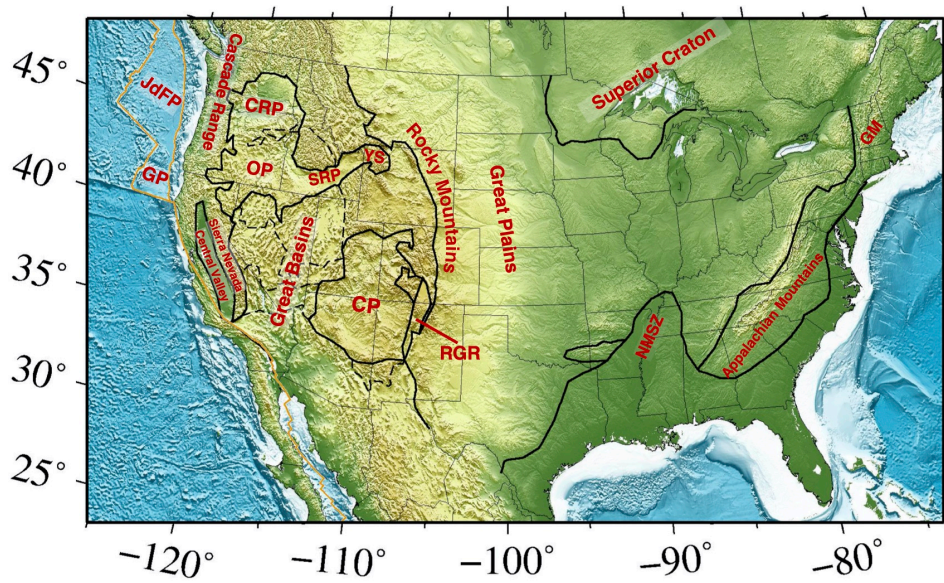 45°
40°
35°
30°
25°
JdFP
GP
Cascade Range
CRP
OP
SRP
YS
Rocky Mountains
Great Plains
Superior Craton
GM
Sierra Nevada
Central Valley
Great Basins
CP
RGR
NMSZ
Appalachian Mountains
−120°
−110°
−100°
−90°
−80°